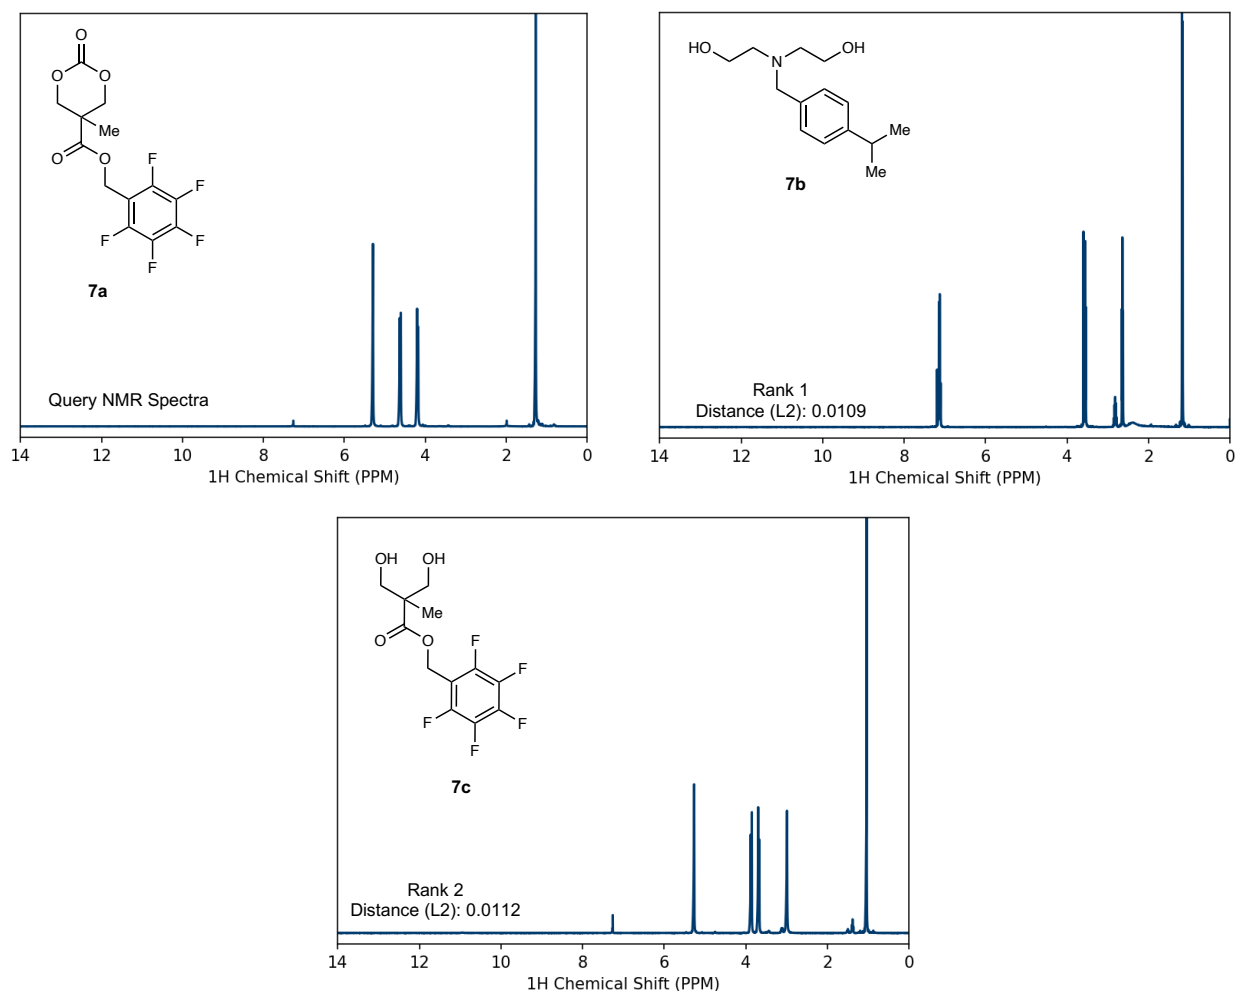 O
O
O
Me
O
O
F
F
F
F
F
7a
Query NMR Spectra
14 12 10 8 6 4 2 0
1H Chemical Shift (PPM)
HO
OH
N
Me
Me
7b
Rank 1
Distance (L2): 0.0109
14 12 10 8 6 4 2 0
1H Chemical Shift (PPM)
OH OH
Me
O
O
F
F
F
F
F
7c
Rank 2
Distance (L2): 0.0112
14 12 10 8 6 4 2 0
1H Chemical Shift (PPM)